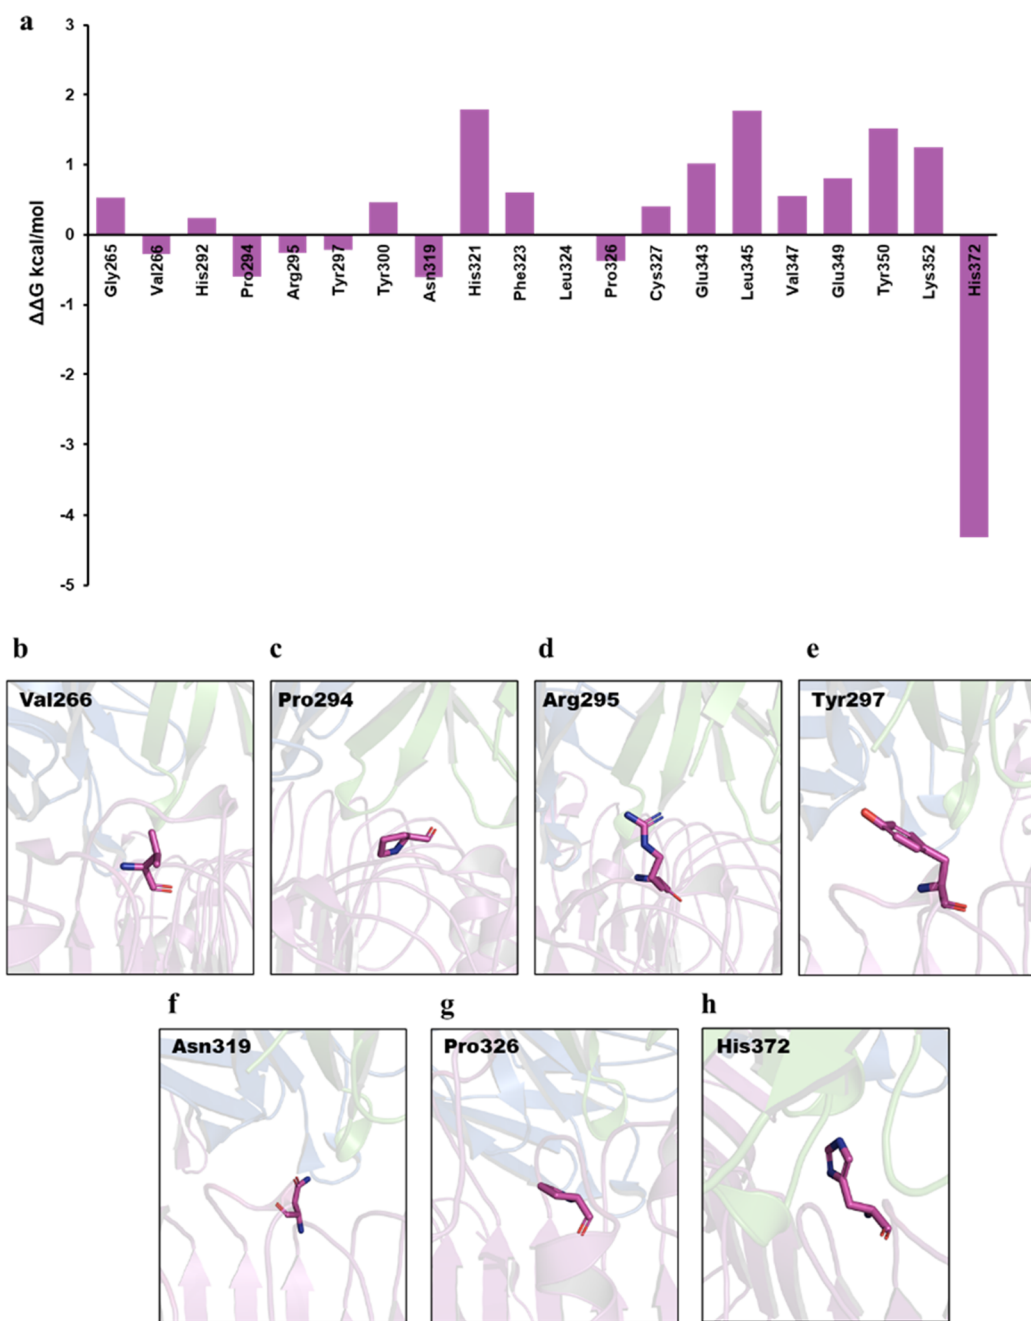 a
3
2
1
0
-1
-2
-3
-4
-5
ΔΔG kcal/mol
Gly265
Val266
His292
Pro294
Arg295
Tyr297
Tyr300
Asn319
His321
Phe323
Leu324
Pro326
Cys327
Glu343
Leu345
Val347
Glu349
Tyr350
Lys352
His372
b
c
d
e
Val266
Pro294
Arg295
Tyr297
f
g
h
Asn319
Pro326
His372